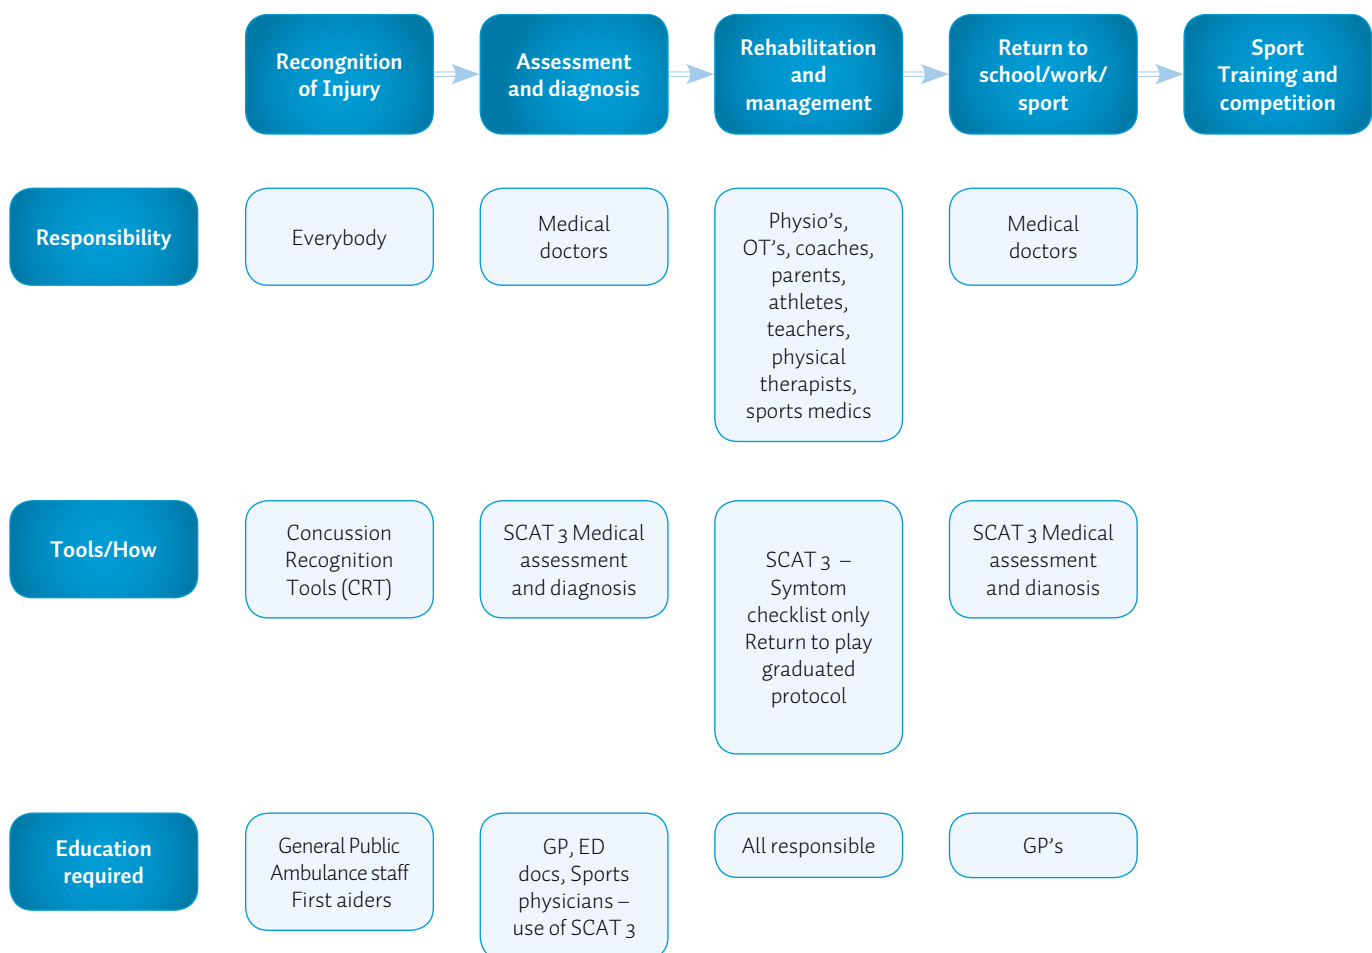 Recongnition
of Injury
Assessment
and diagnosis
Rehabilitation
and
management
Return to
school/work/
sport
Sport
Training and
competition
Responsibility
Everybody
Medical
doctors
Physio's,
OT's, coaches,
parents,
athletes,
teachers,
physical
therapists,
sports medics
Medical
doctors
Tools/How
Concussion
Recognition
Tools (CRT)
SCAT 3 Medical
assessment
and diagnosis
SCAT 3 –
Symtom
checklist only
Return to play
graduated
protocol
SCAT 3 Medical
assessment
and dianosis
Education
required
General Public
Ambulance staff
First aiders
GP, ED
docs, Sports
physicians –
use of SCAT 3
All responsible
GP's